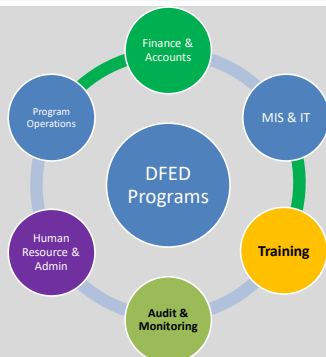 Finance &
Accounts
Program
Operations
MIS & IT
DFED
Programs
Human
Resource &
Admin
Training
Audit &
Monitoring